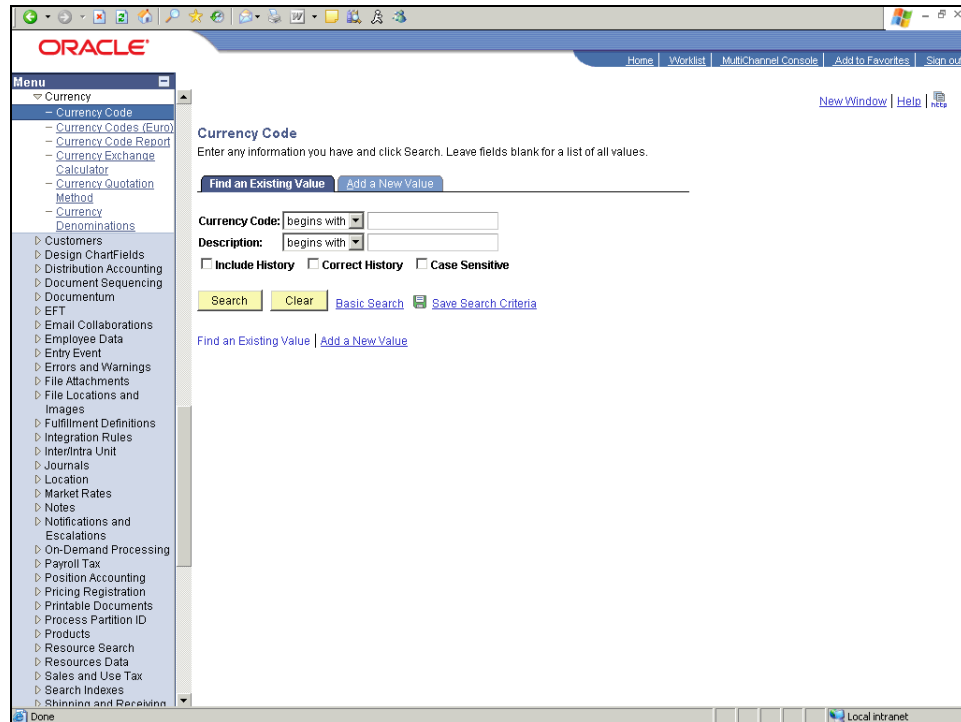 ORACLE
Home | Worklist | MultiChannel Console | Add to Favorites | Sign out
Menu
Currency
Currency Code
Currency Codes (Euro)
Currency Code Report
Currency Exchange
Calculator
Currency Quotation
Method
Currency
Denominations
Customers
Design ChartFields
Distribution Accounting
Document Sequencing
Documentum
EFT
Email Collaborations
Employee Data
Entry Event
Errors and Warnings
File Attachments
File Locations and
Images
Fulfillment Definitions
Integration Rules
Inter/Intra Unit
Journals
Location
Market Rates
Notes
Notifications and
Escalations
On-Demand Processing
Payroll Tax
Position Accounting
Pricing Registration
Printable Documents
Process Partition ID
Products
Resource Search
Resources Data
Sales and Use Tax
Search Indexes
Shipping and Receiving
New Window | Help | http
Currency Code
Enter any information you have and click Search. Leave fields blank for a list of all values.
Find an Existing Value Add a New Value
Currency Code: begins with
Description: begins with
Include History Correct History Case Sensitive
Search Clear Basic Search Save Search Criteria
Find an Existing Value | Add a New Value
Done Local intranet